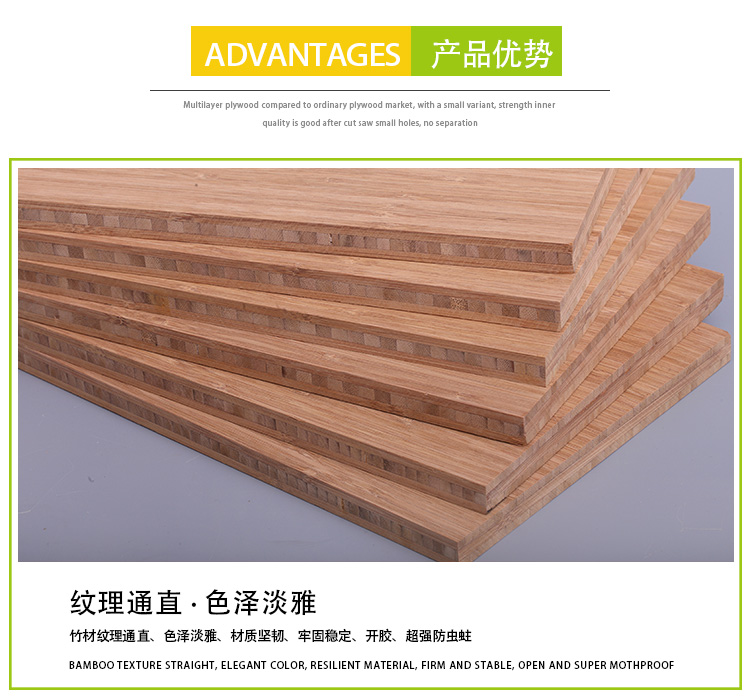 ADVANTAGES 产品优势
Multilayer plywood compared to ordinary plywood market, with a small variant, strength inner
quality is good after cut saw small holes, no separation
纹理通直·色泽淡雅
竹材纹理通直、色泽淡雅、材质坚韧、牢固稳定、开胶、超强防虫蛀
BAMBOO TEXTURE STRAIGHT, ELEGANT COLOR, RESILIENT MATERIAL, FIRM AND STABLE, OPEN AND SUPER MOTHPROOF